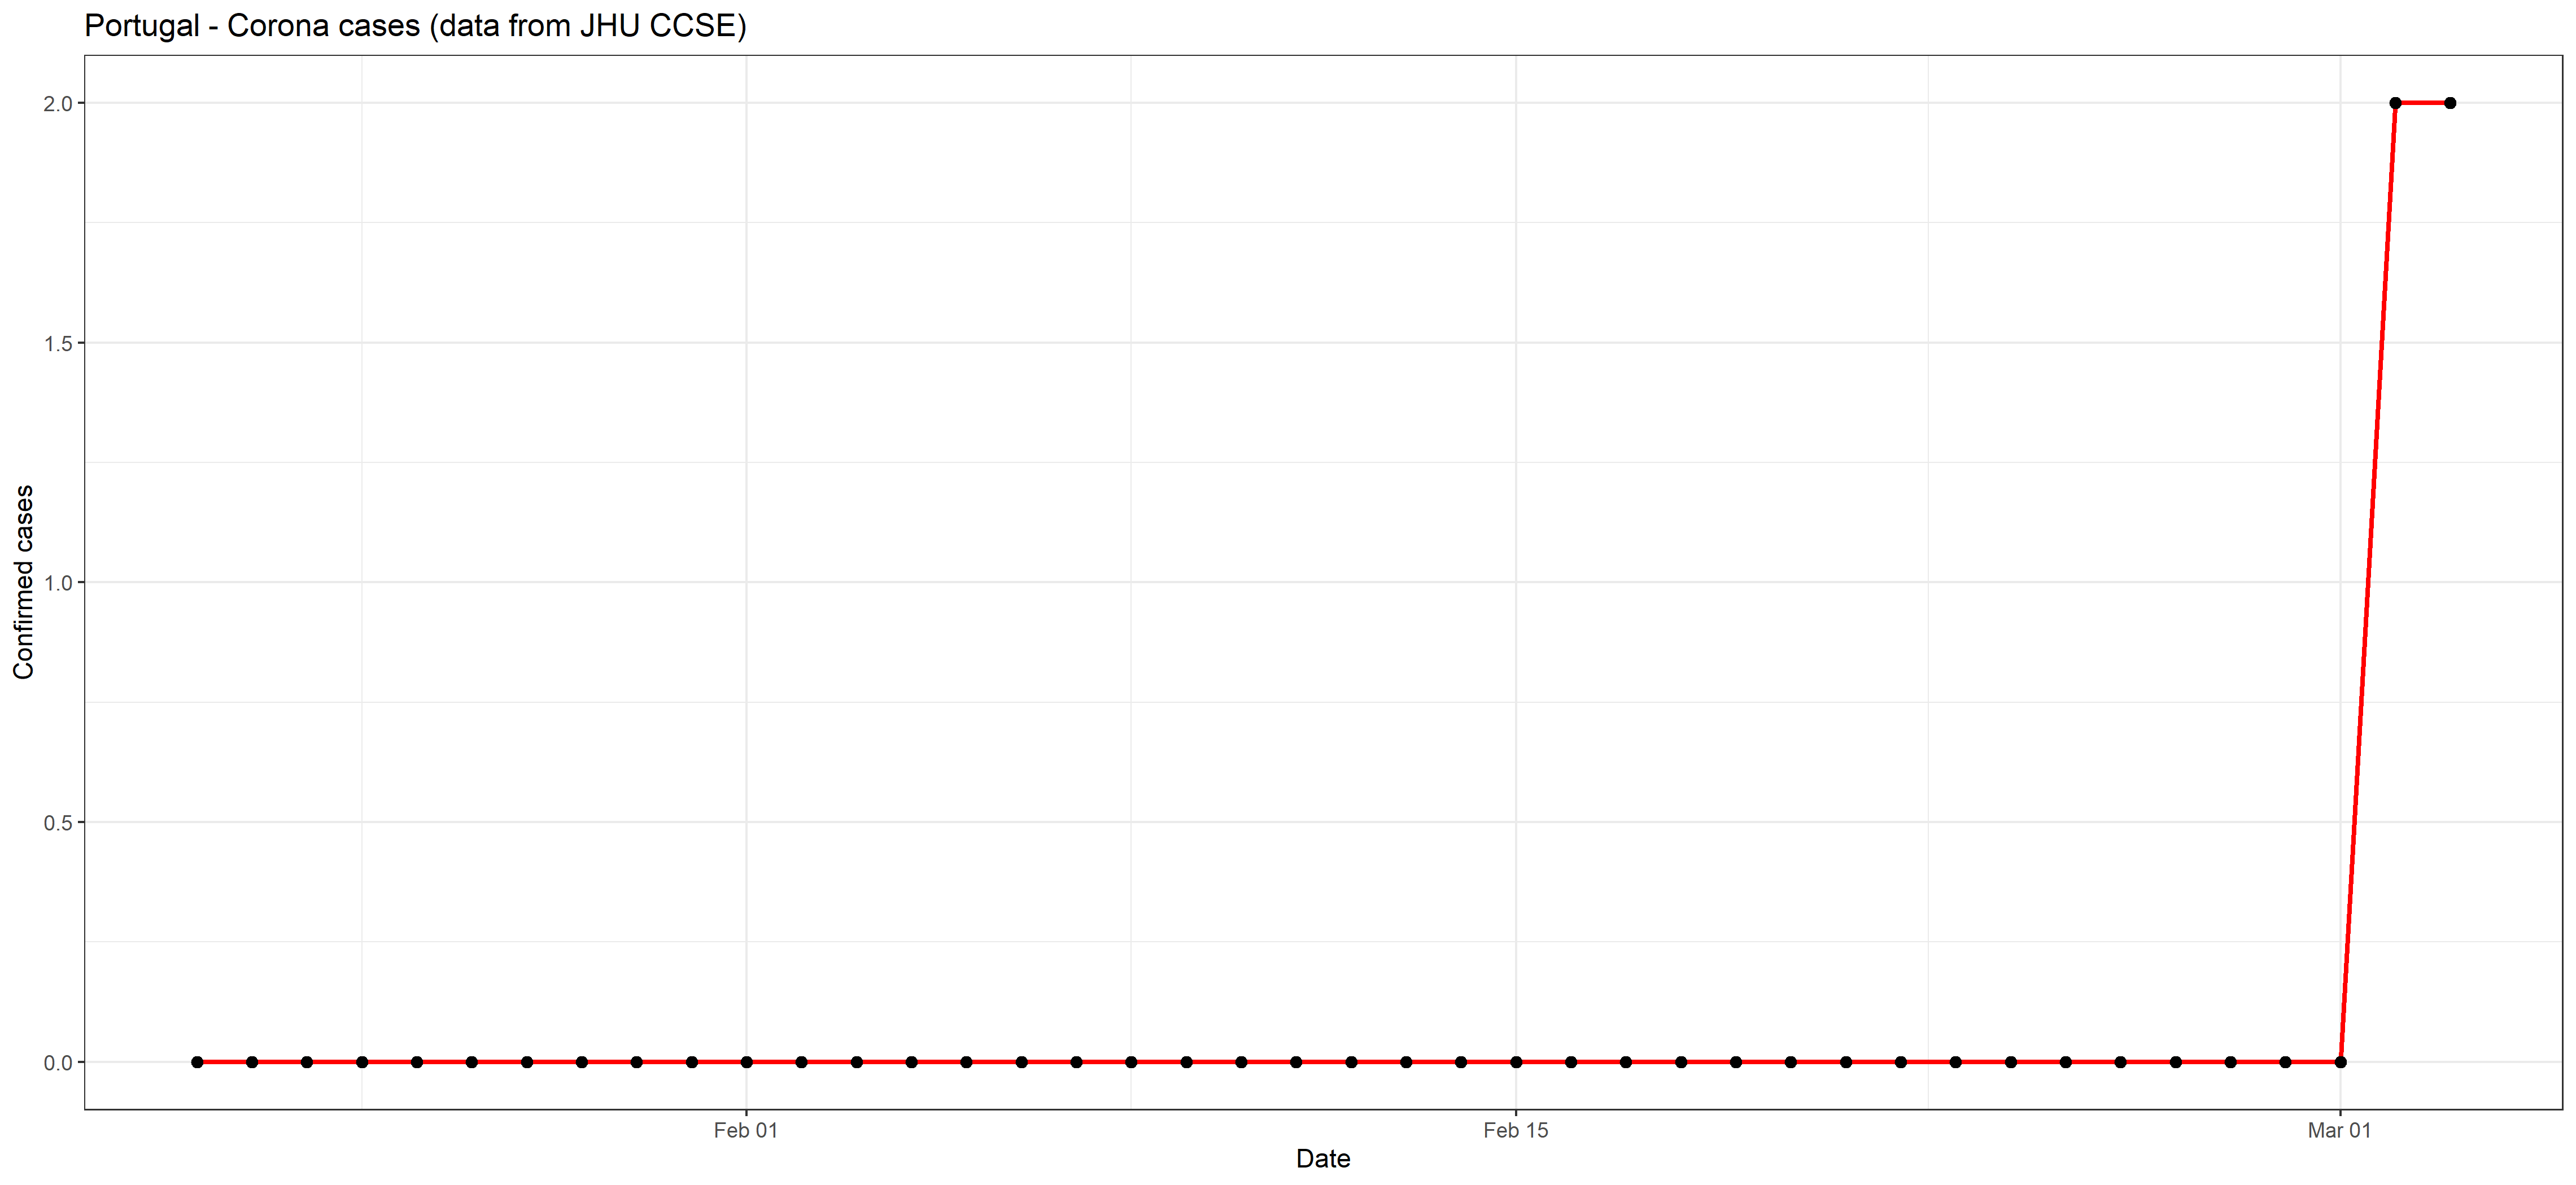 Portugal - Corona cases (data from JHU CCSE)
2.0
1.5
1.0
0.5
0.0
Confirmed cases
Feb 01
Feb 15
Mar 01
Date